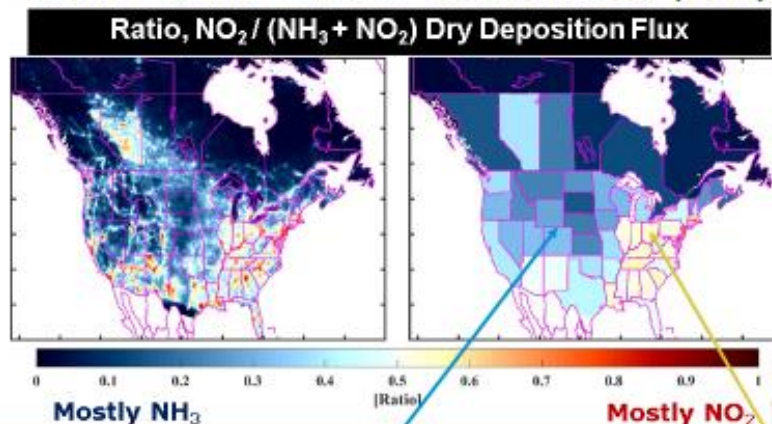 Ratio, NO₂ / (NH₃ + NO₂) Dry Deposition Flux
0 0.1 0.2 0.3 0.4 0.5 0.6 0.7 0.8 0.9 1
|Ratio|
Mostly NH₃ Mostly NO₂